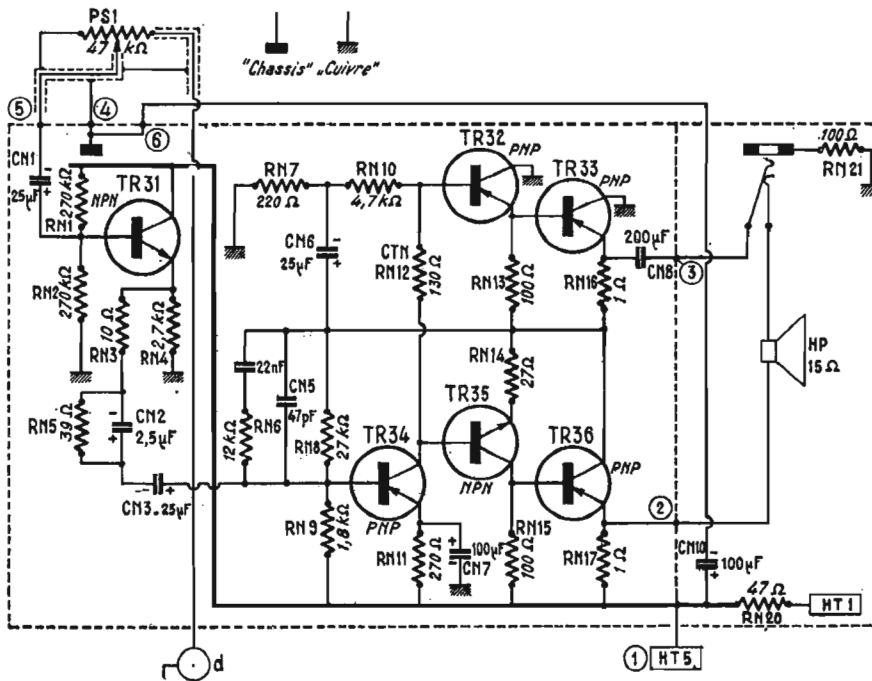 PS1
47 kΩ
"Chassis" „Cuivre"
5
4
6
CN1
25µF
270kΩ
RN1
NPN
TR31
RN2
270kΩ
10Ω
RN3
2,7kΩ
RN4
RN5
39Ω
CN2
2,5µF
CN3.25µF
RN7
220Ω
RN10
4,7kΩ
CN6
25µF
CTN
RN12
130Ω
TR32
PNP
TR33
PNP
RN13
100Ω
RN16
1Ω
200µF
CN8
3
100Ω
RN21
HP
15Ω
22nF
CN5
47pF
RN6
12kΩ
RN8
27kΩ
RN14
27Ω
TR34
PNP
TR35
NPN
TR36
PNP
RN9
1,8kΩ
RN11
270Ω
100µF
CN7
RN15
100Ω
RN17
1Ω
2
CN10
100µF
47Ω
RN20
HT1
1
HT5
d